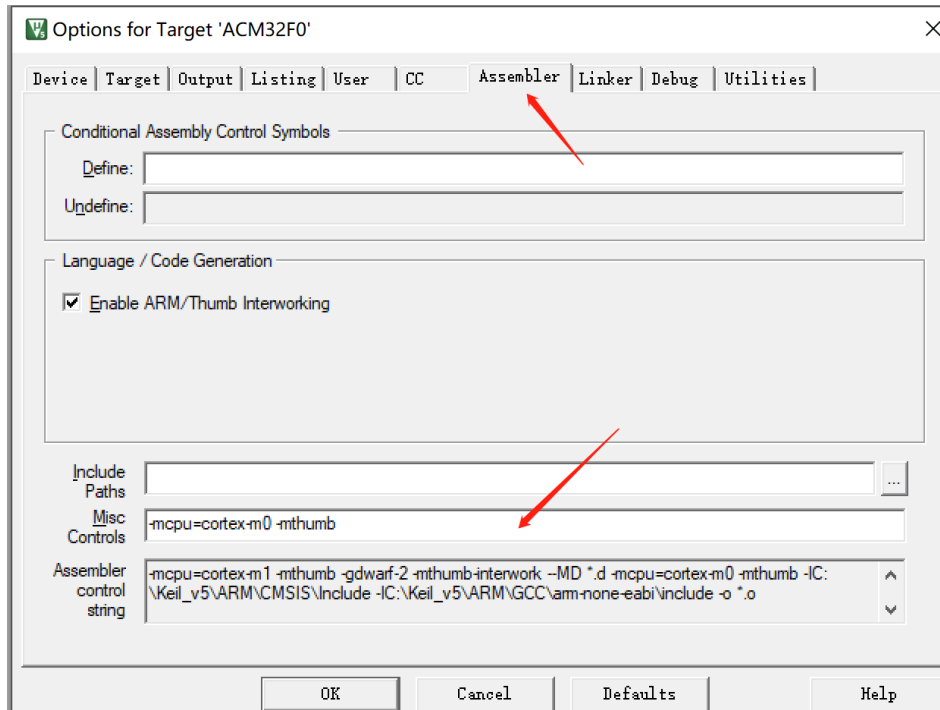 Options for Target 'ACM32F0'
Device Target Output Listing User CC Assembler Linker Debug Utilities
Conditional Assembly Control Symbols
Define:
Undefine:
Language / Code Generation
Enable ARM/Thumb Interworking
Include
Paths
...
Misc
Controls
-mcpu=cortex-m0 -mthumb
Assembler
control
string
-mcpu=cortex-m1 -mthumb -gdwarf-2 -mthumb-interwork --MD *.d -mcpu=cortex-m0 -mthumb -IC:
\Keil_v5\ARM\CMSIS\Include -IC:\Keil_v5\ARM\GCC\arm-none-eabi\include -o *.o
OK Cancel Defaults Help